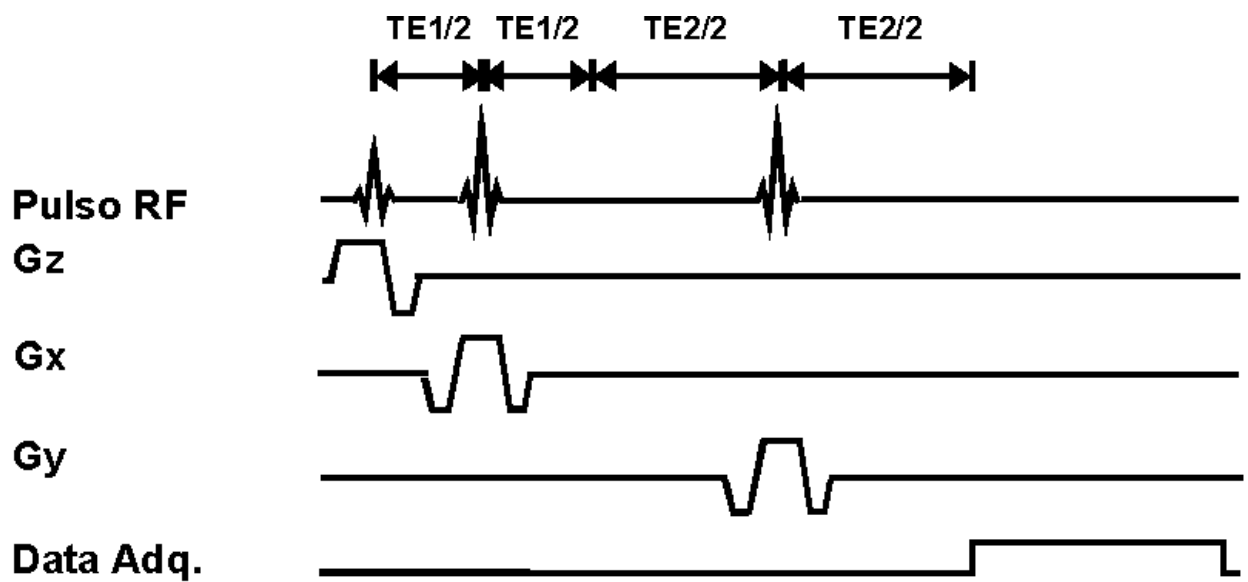 TE1/2 TE1/2 TE2/2 TE2/2
Pulso RF
Gz
Gx
Gy
Data Adq.